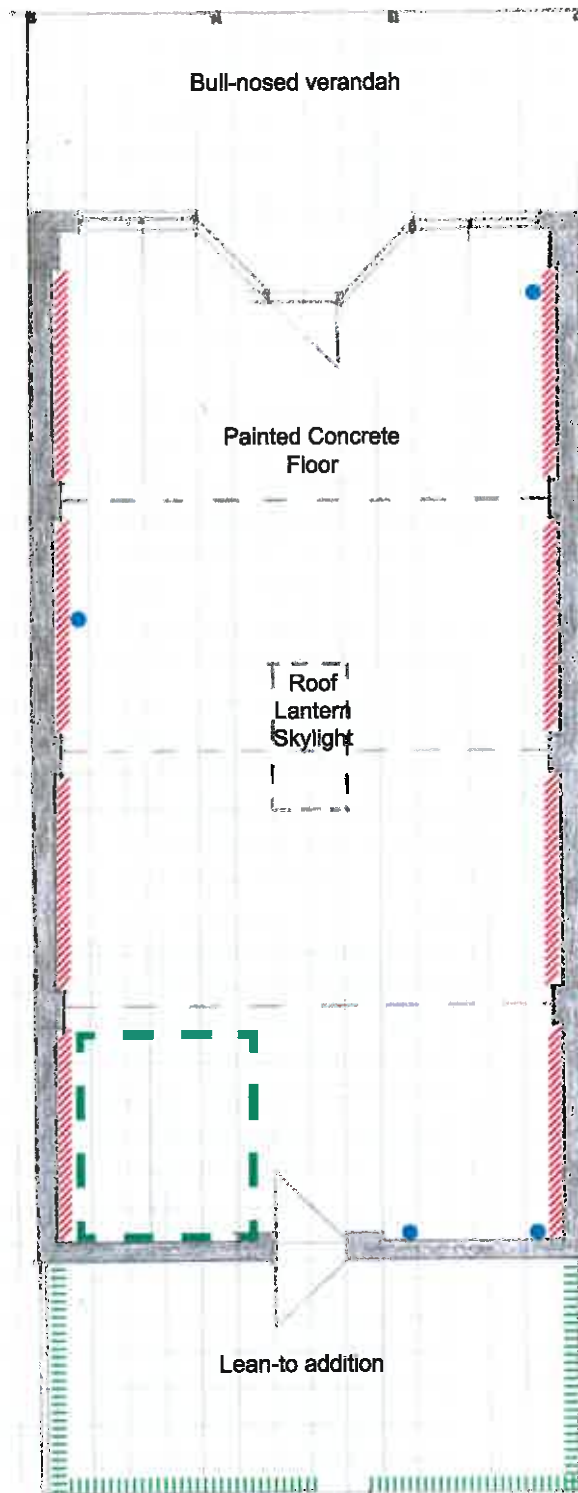 Bull-nosed verandah
Painted Concrete
Floor
Roof
Lantern
Skylight
Lean-to addition